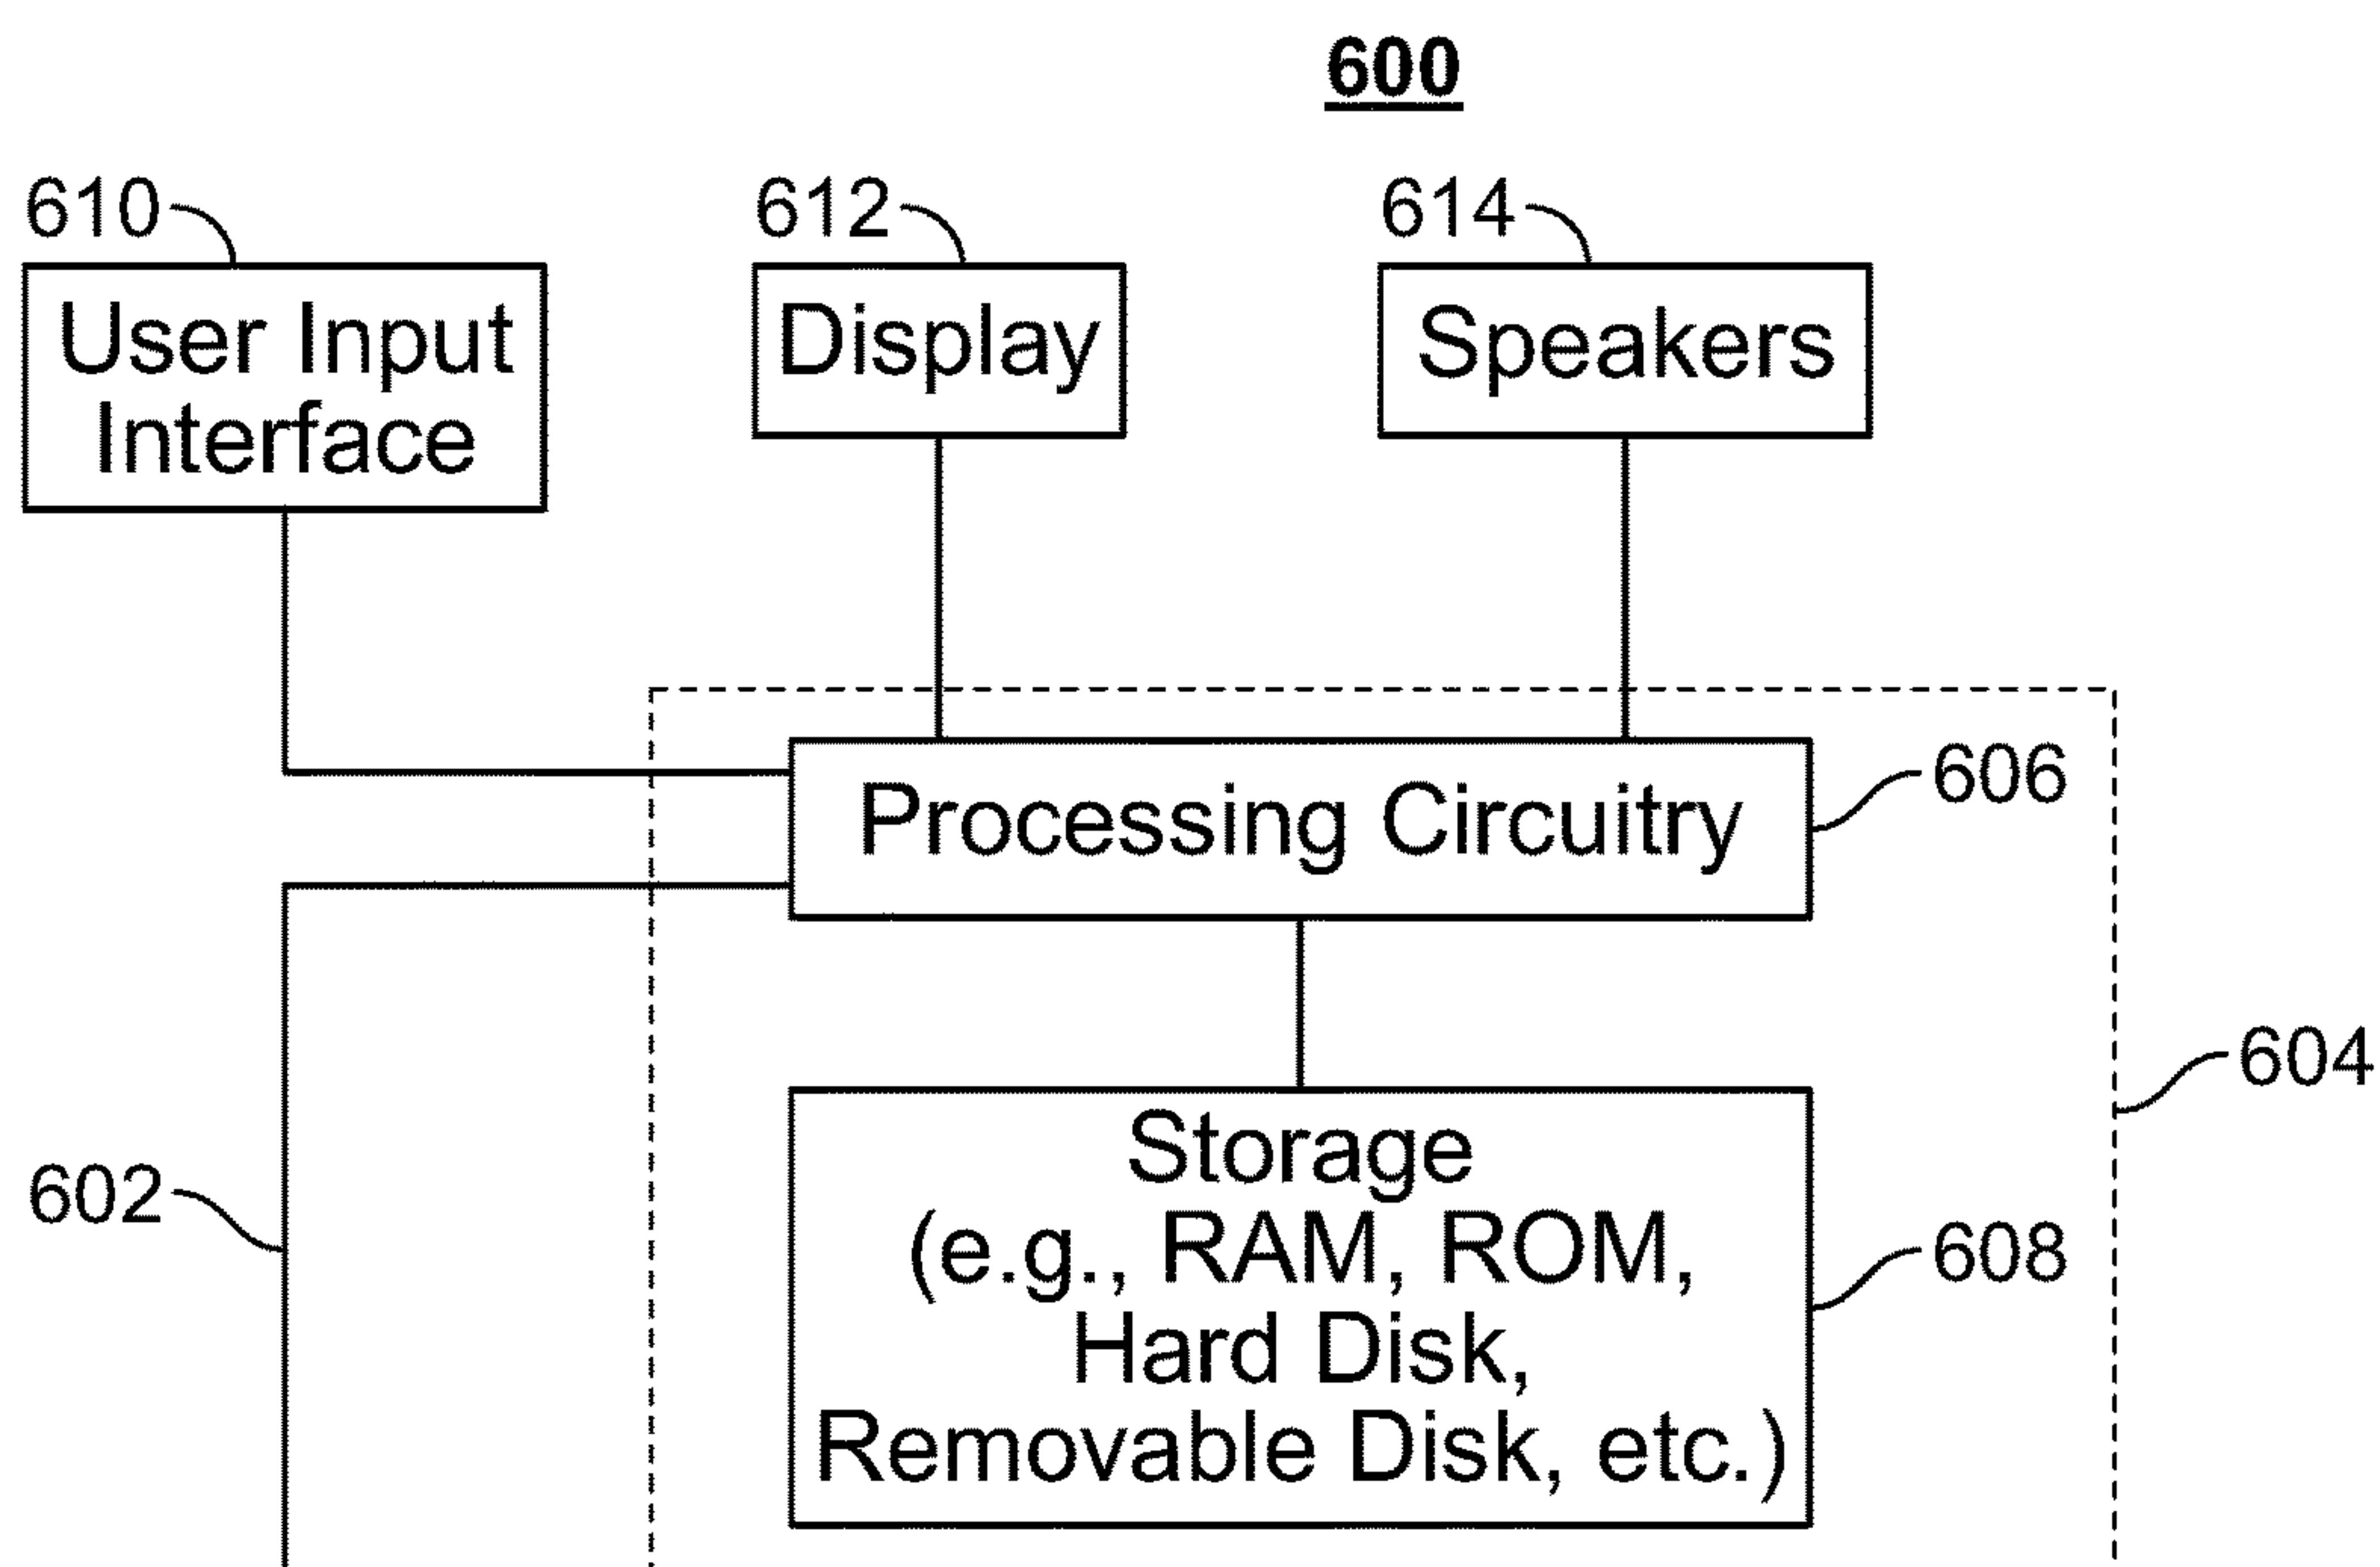 600
610
612
614
User Input
Interface
Display
Speakers
Processing Circuitry
606
604
602
Storage
(e.g., RAM, ROM,
Hard Disk,
Removable Disk, etc.)
608